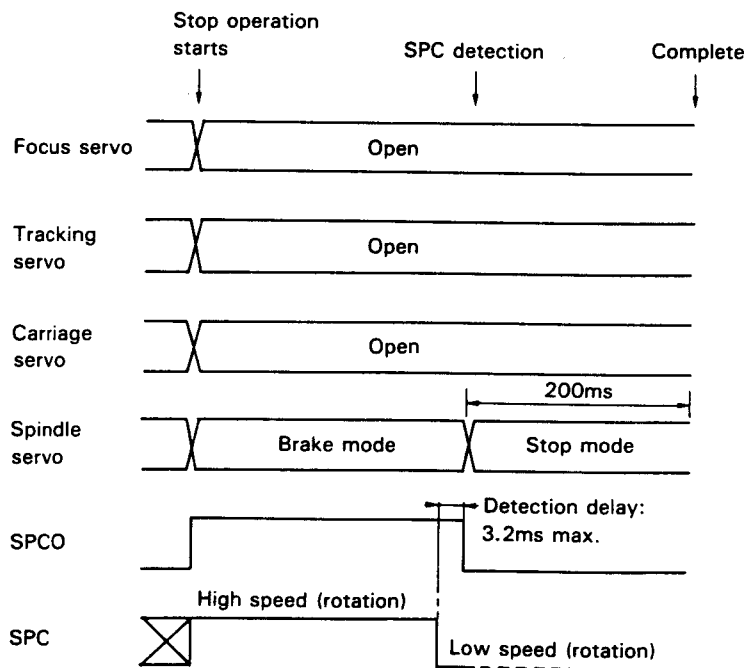 Stop operation
starts
SPC detection
Complete
Focus servo
Open
Tracking
servo
Open
Carriage
servo
Open
200ms
Spindle
servo
Brake mode
Stop mode
Detection delay:
3.2ms max.
SPCO
High speed (rotation)
SPC
Low speed (rotation)